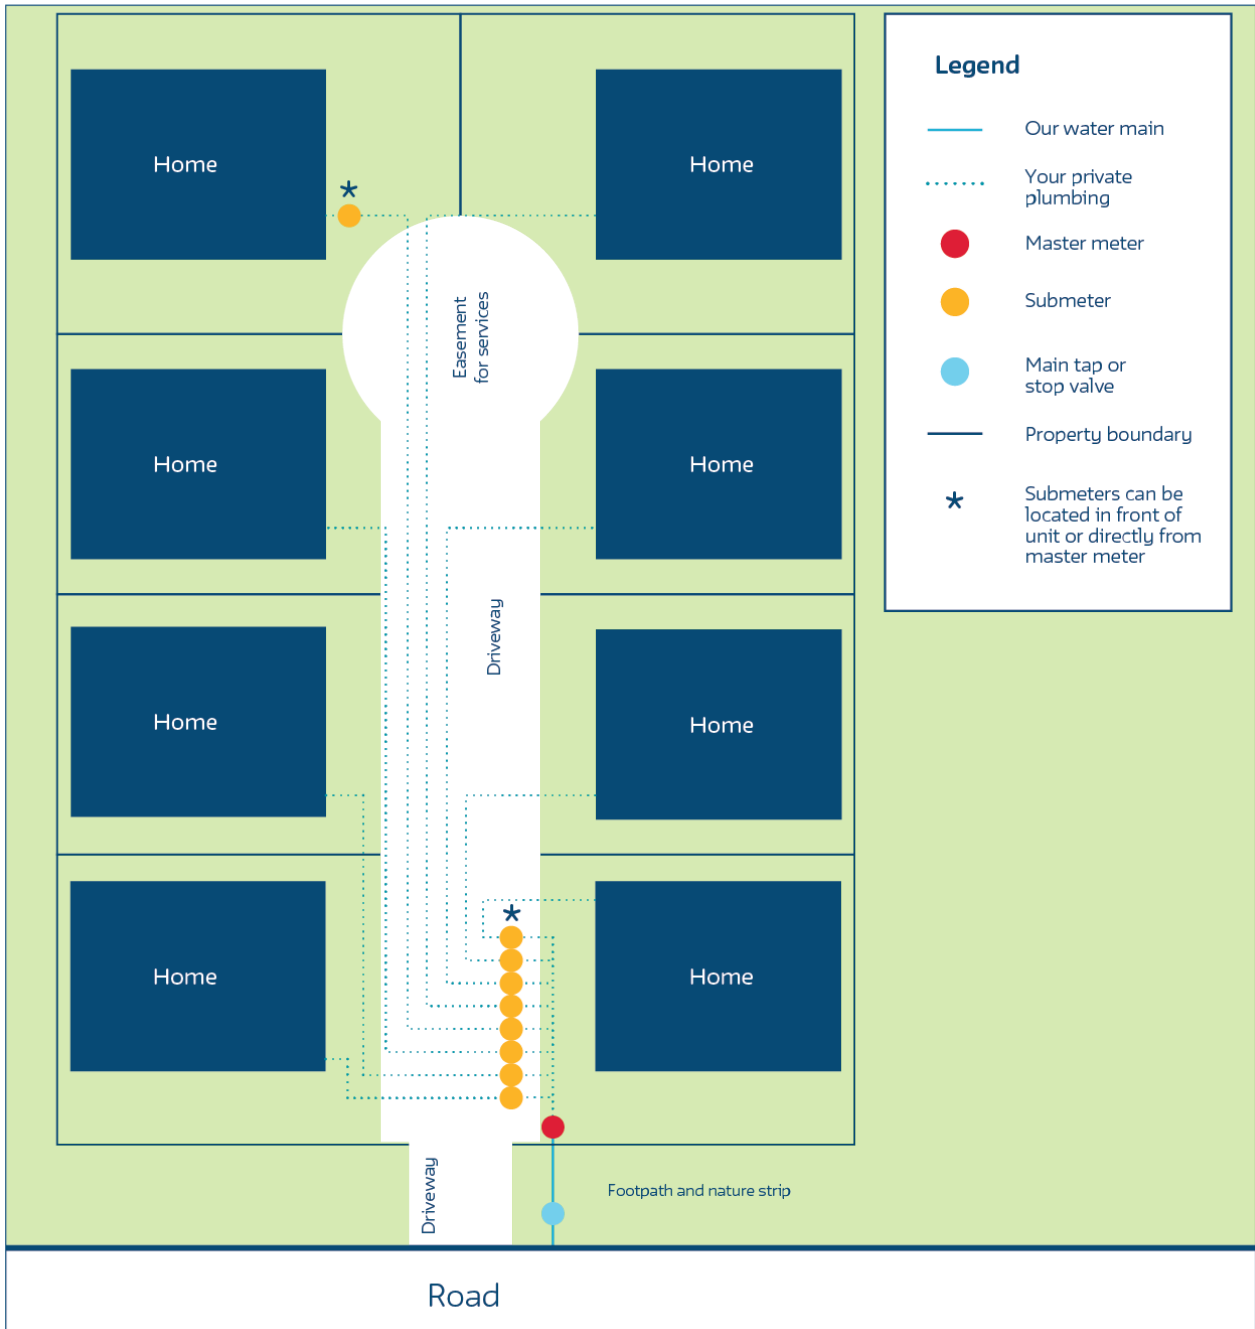 Home
Home
*
Easement
for services
Home
Home
Driveway
Home
Home
*
Home
Home
Driveway
Footpath and nature strip
Road
Legend
Our water main
Your private
plumbing
Master meter
Submeter
Main tap or
stop valve
Property boundary
*
Submeters can be
located in front of
unit or directly from
master meter